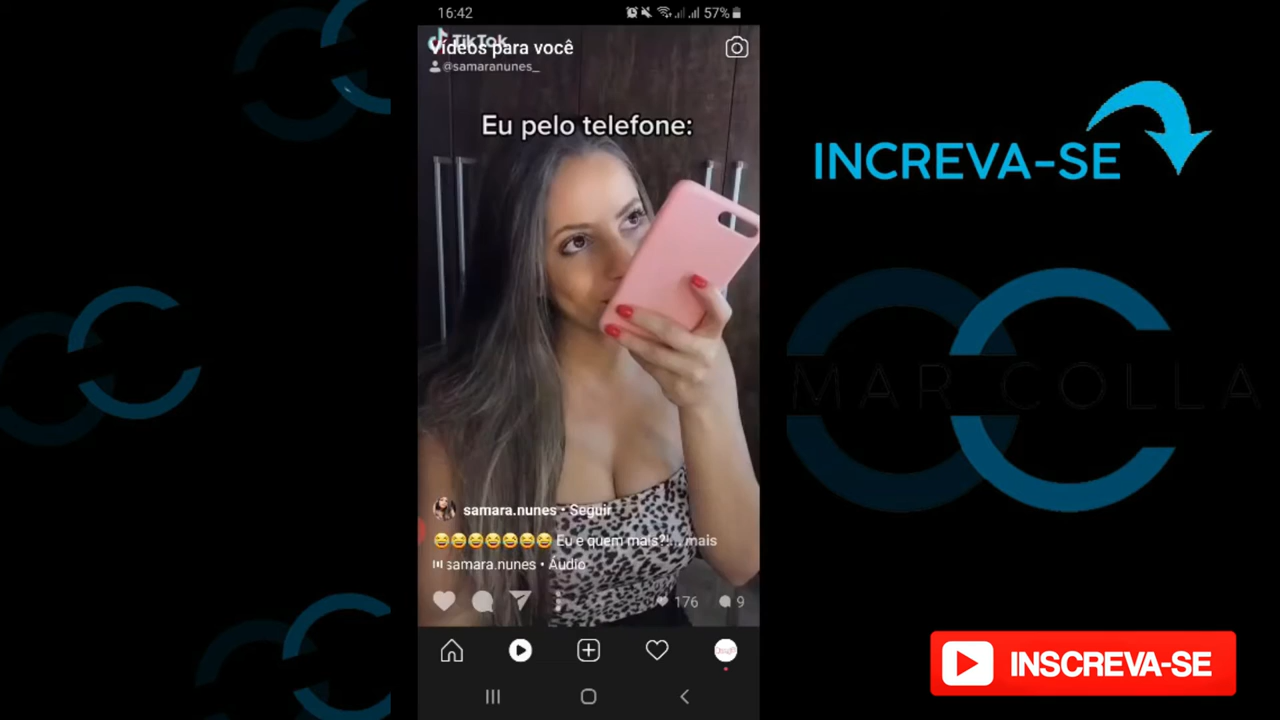 16:42
57%
TikTok
Vídeos para você
@samaranunes_
Eu pelo telefone:
samara.nunes • Seguir
😂😂😂😂😂😂😂 Eu e quem mais?!... mais
samara.nunes • Áudio
176
9
INCREVA-SE
MAR COLLA
INSCREVA-SE